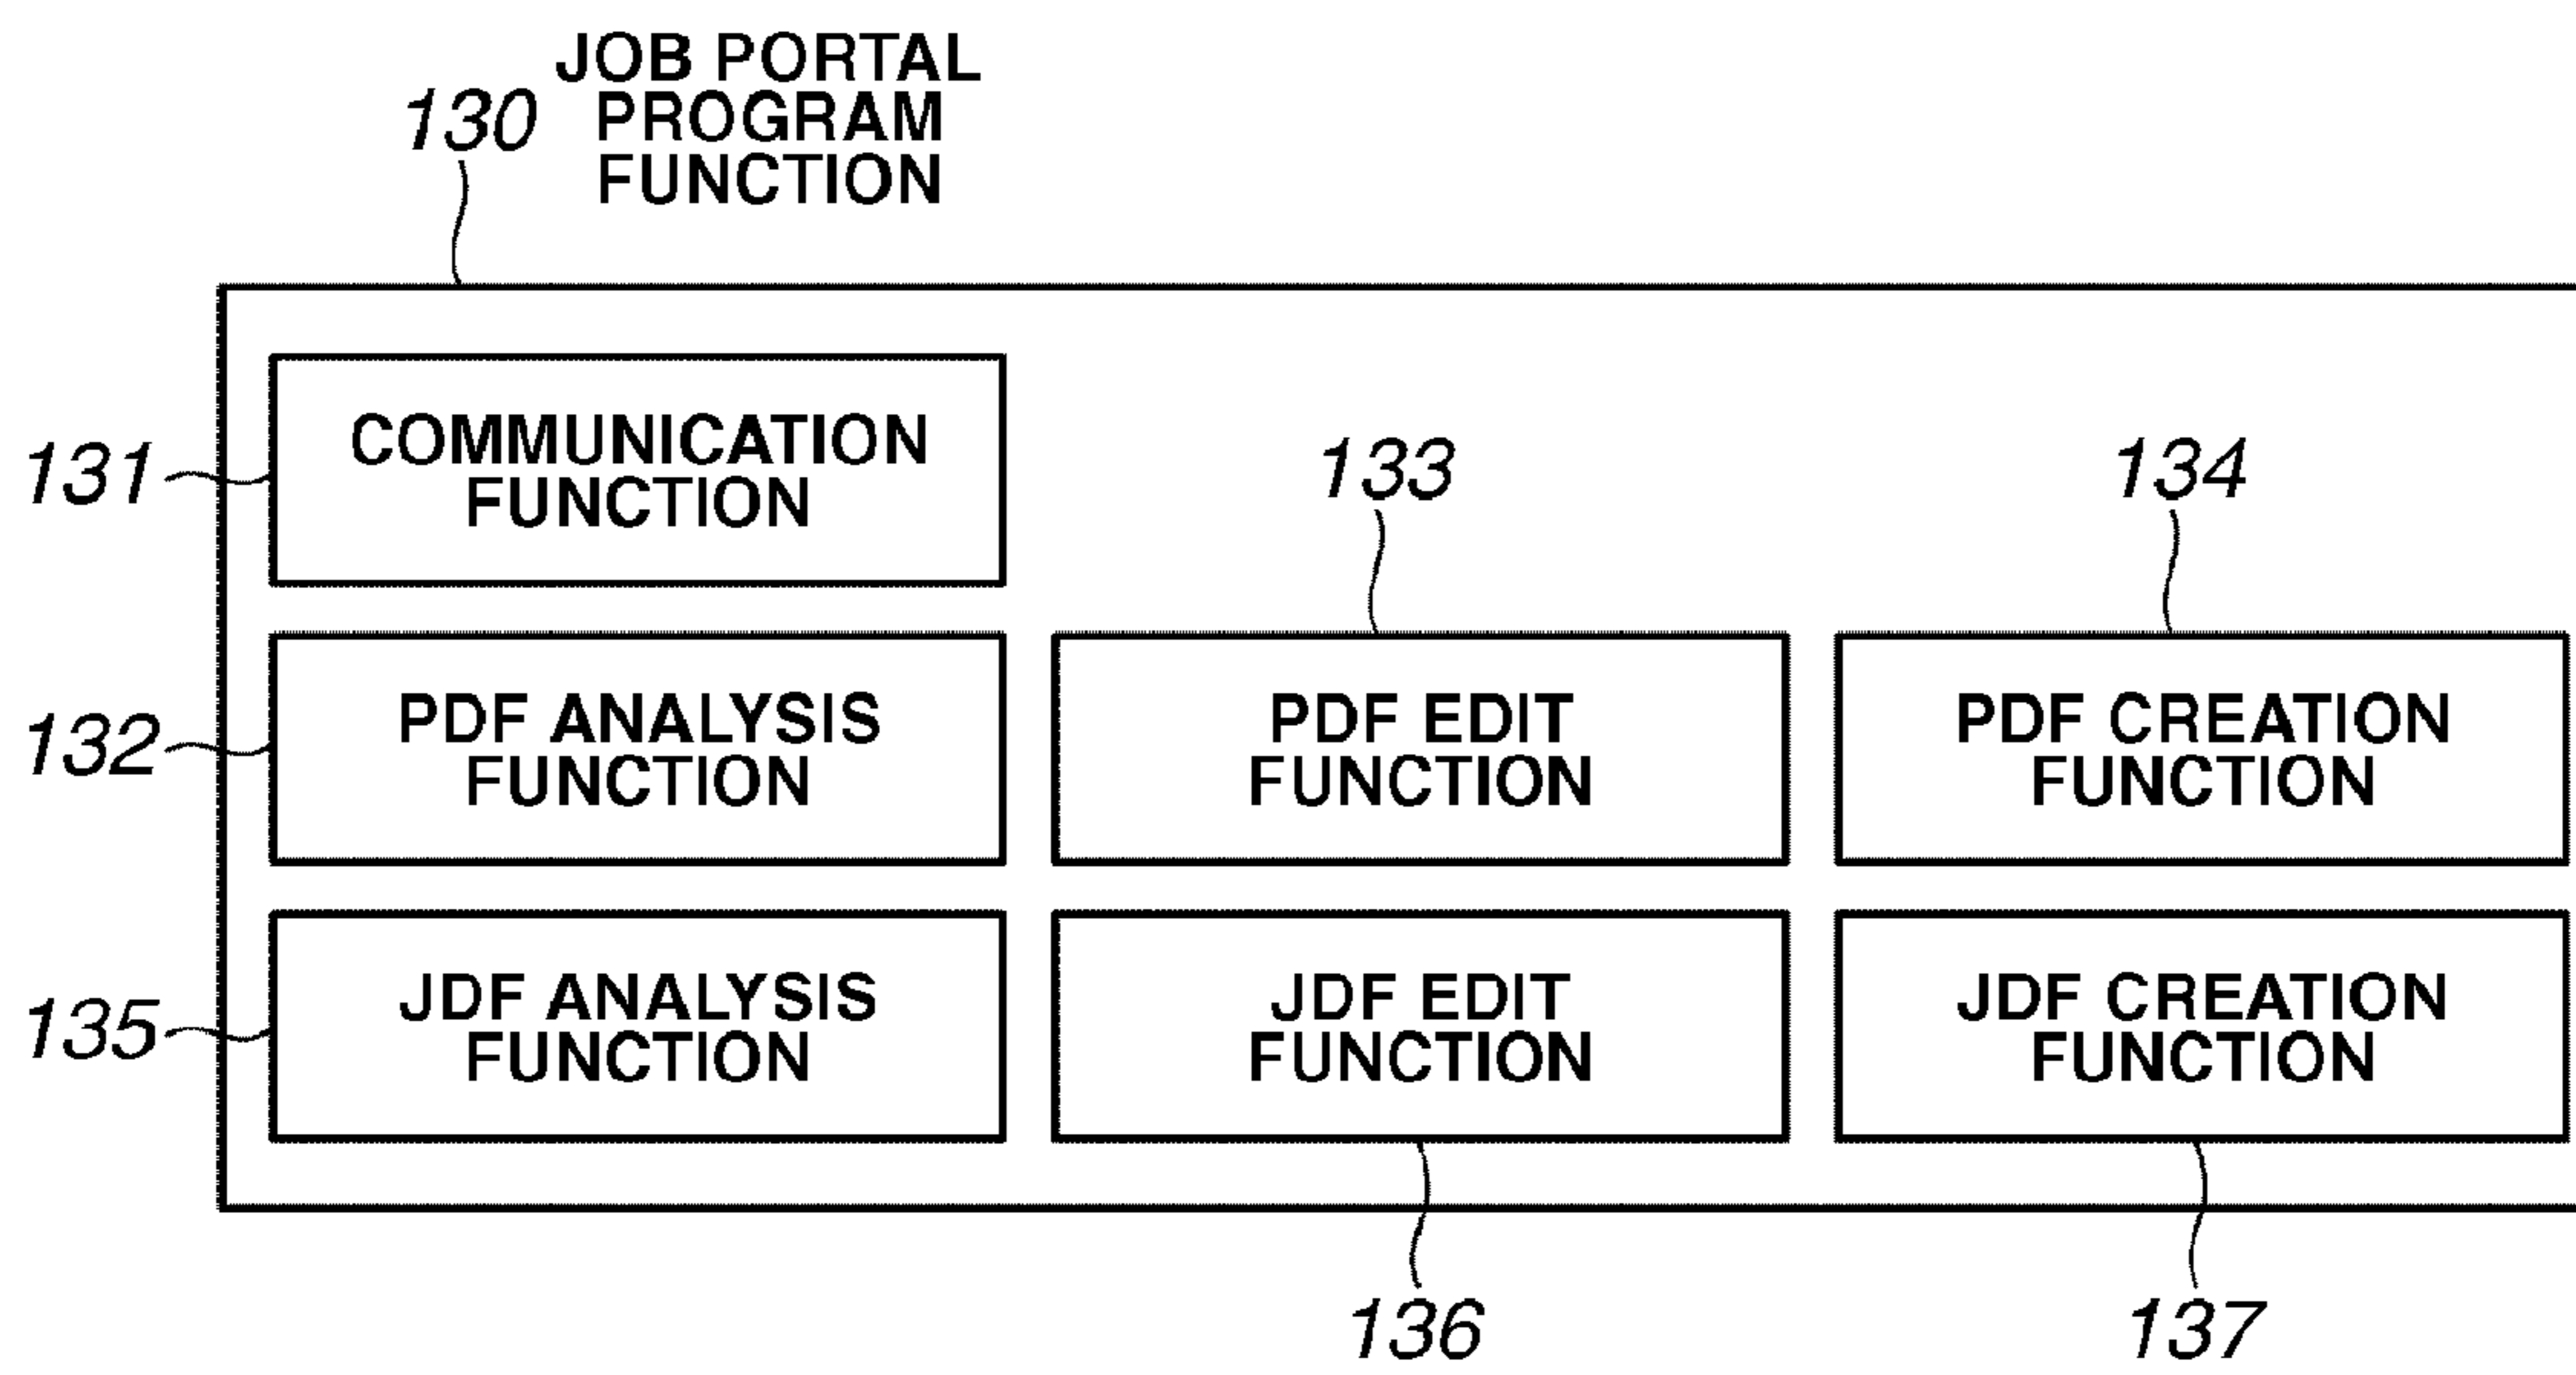 JOB PORTAL
PROGRAM
FUNCTION
130
131
COMMUNICATION
FUNCTION
133
134
132
PDF ANALYSIS
FUNCTION
PDF EDIT
FUNCTION
PDF CREATION
FUNCTION
135
JDF ANALYSIS
FUNCTION
JDF EDIT
FUNCTION
JDF CREATION
FUNCTION
136
137